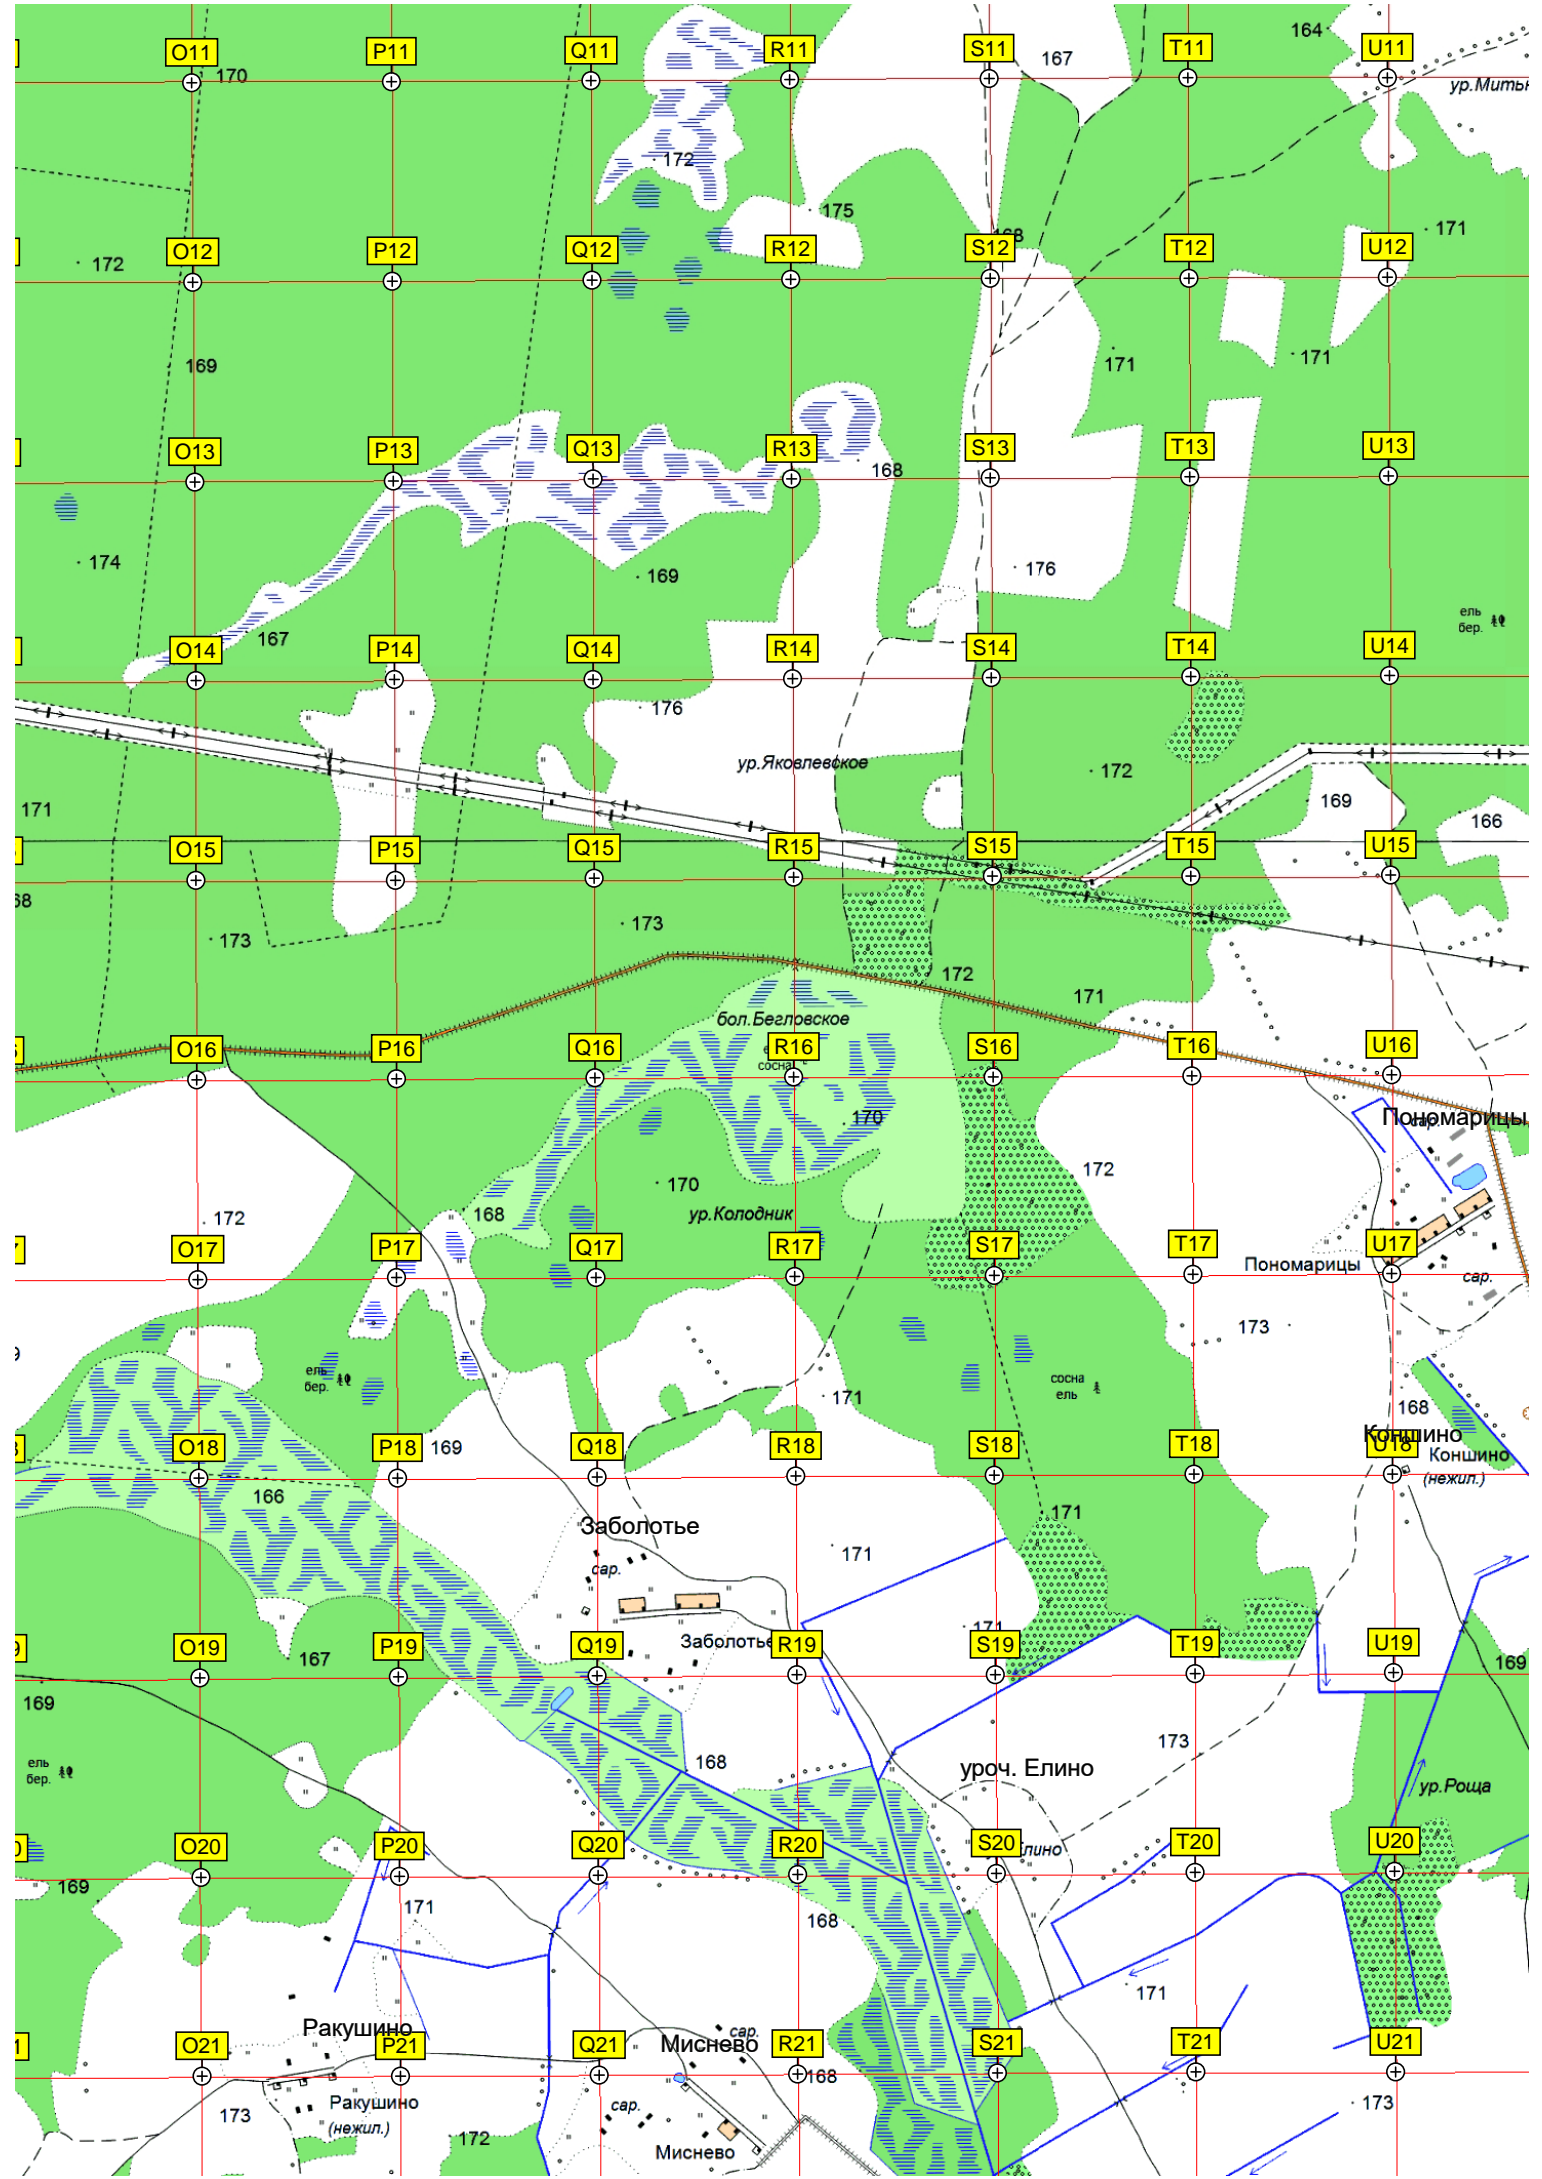 O11
P11
Q11
R11
S11
T11
U11
164
167
170
ур.Митьк
172
175
171
O12
P12
Q12
R12
S12
T12
U12
172
169
171
171
O13
P13
Q13
R13
S13
T13
U13
168
174
169
176
ель
бер.
167
O14
P14
Q14
R14
S14
T14
U14
176
ур.Яковлевское
172
171
169
166
O15
P15
Q15
R15
S15
T15
U15
68
173
173
172
171
бол.Бегловское
O16
P16
Q16
R16
S16
T16
U16
сосна
170
Пономарицы
сар.
172
170
168
172
ур.Колодник
O17
P17
Q17
R17
S17
T17
U17
Пономарицы
сар.
173
ель
бер.
171
сосна
ель
168
O18
P18
169
Q18
R18
S18
T18
U18
Коншино
Коншино
(нежил.)
166
171
Заболотье
171
сар.
171
O19
P19
Q19
Заболотье
R19
S19
T19
U19
167
169
169
173
ель
бер.
168
уроч. Елино
ур.Роща
O20
P20
Q20
R20
S20
лино
T20
U20
169
171
168
171
Ракушино
Миснево
сар.
O21
P21
Q21
R21
S21
T21
U21
168
173
Ракушино
(нежил.)
сар.
173
172
Миснево